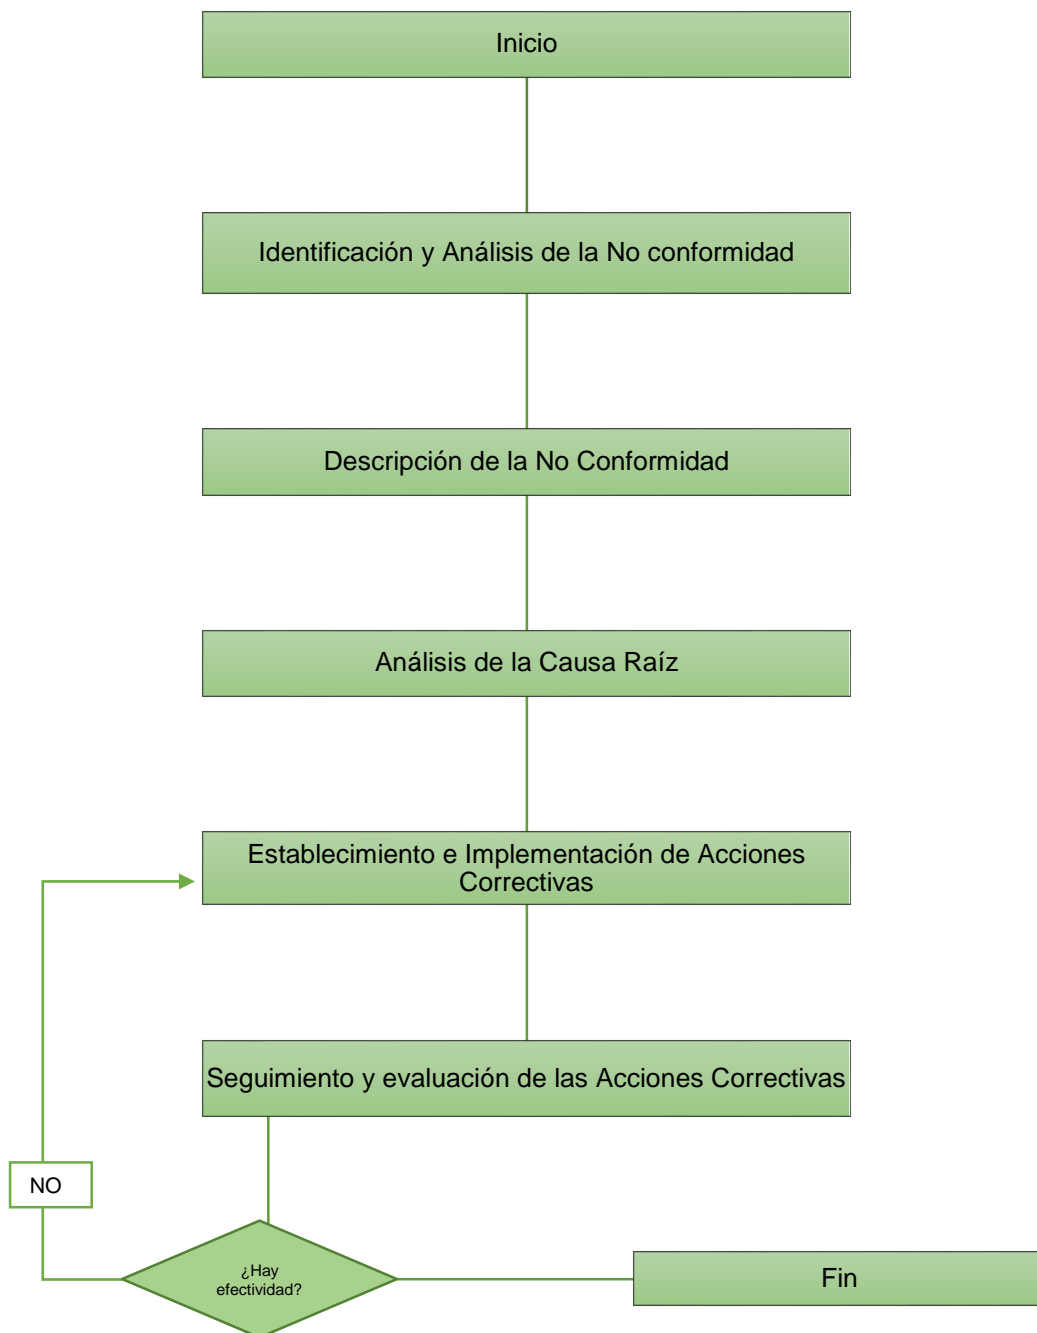 Inicio
Identificación y Análisis de la No conformidad
Descripción de la No Conformidad
Análisis de la Causa Raíz
Establecimiento e Implementación de Acciones
Correctivas
Seguimiento y evaluación de las Acciones Correctivas
NO
¿Hay
efectividad?
Fin